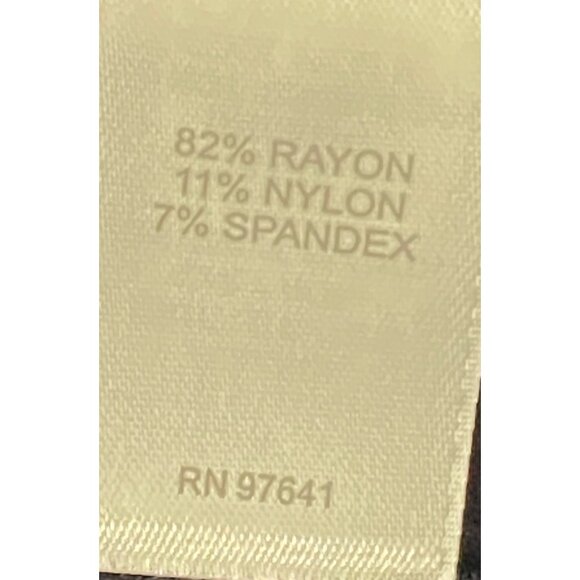 82% RAYON
11% NYLON
7% SPANDEX
RN 97641